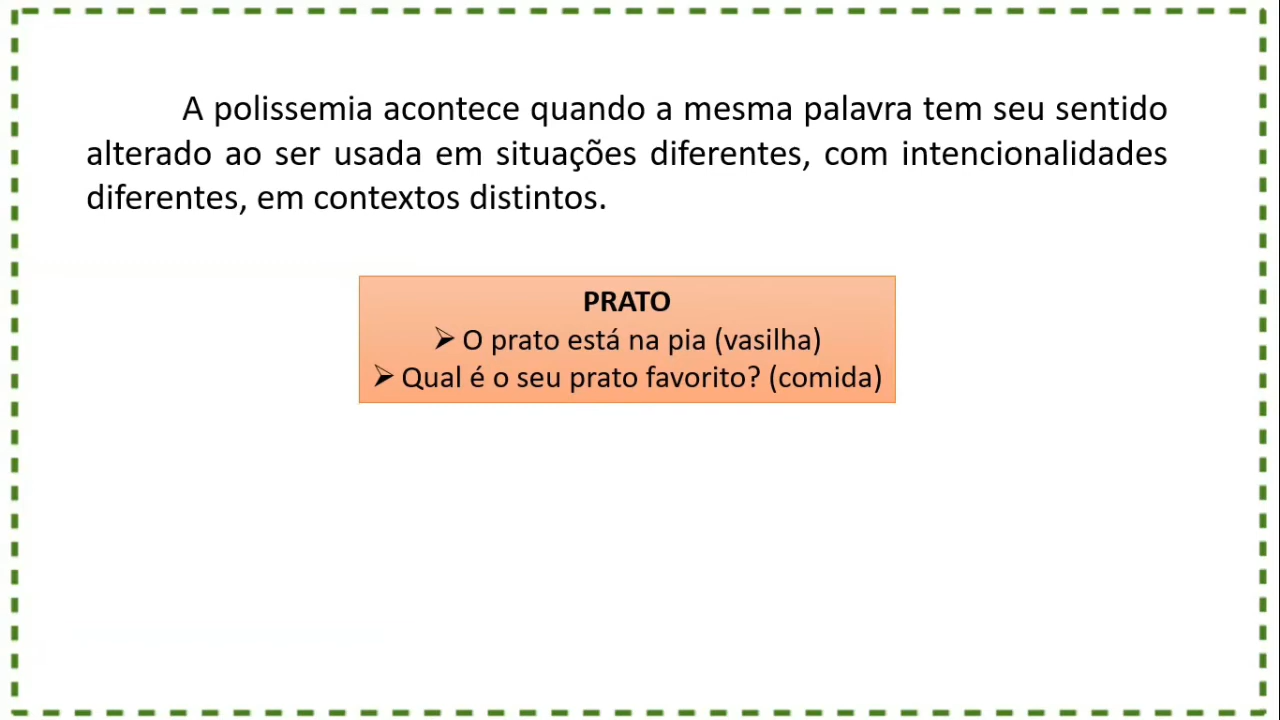 A polissemia acontece quando a mesma palavra tem seu sentido
alterado ao ser usada em situações diferentes, com intencionalidades
diferentes, em contextos distintos.
PRATO
➢ O prato está na pia (vasilha)
➢ Qual é o seu prato favorito? (comida)